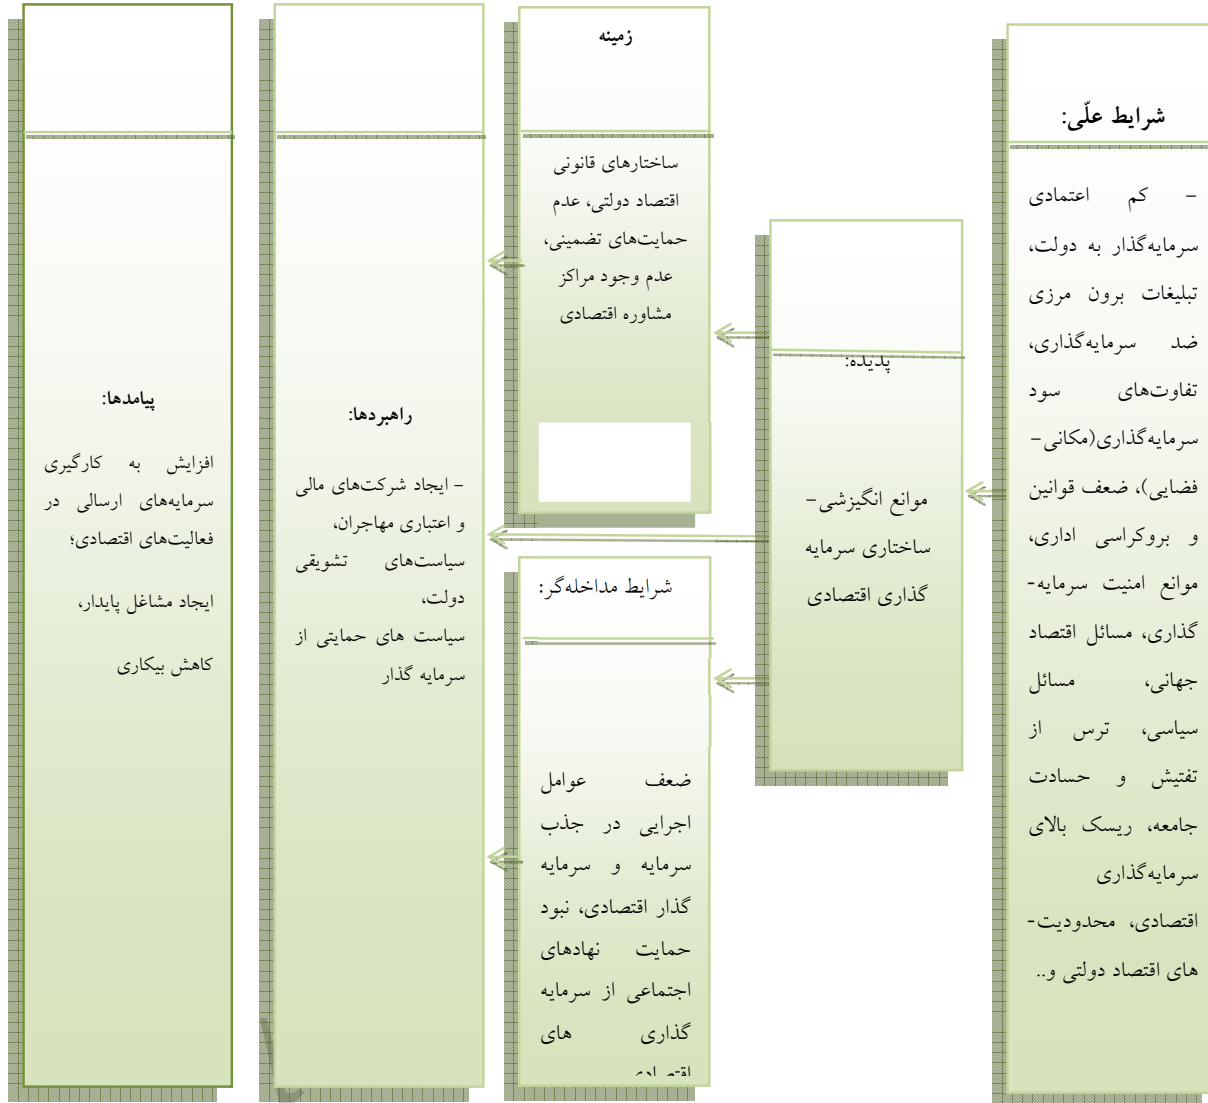 شرایط علّی:
- کم اعتمادی
سرمایه‌گذار به دولت،
تبلیغات برون مرزی
ضد سرمایه‌گذاری،
تفاوت‌های سود
سرمایه‌گذاری(مکانی-
فضایی)، ضعف قوانین
و بروکراسی اداری،
موانع امنیت سرمایه-
گذاری، مسائل اقتصاد
جهانی، مسائل
سیاسی، ترس از
تفتیش و حسادت
جامعه، ریسک بالای
سرمایه‌گذاری
اقتصادی، محدودیت-
های اقتصاد دولتی و..
پدیده:
موانع انگیزشی-
ساختاری سرمایه
گذاری اقتصادی
زمینه
ساختارهای قانونی
اقتصاد دولتی، عدم
حمایت‌های تضمینی،
عدم وجود مراکز
مشاوره اقتصادی
شرایط مداخله‌گر:
ضعف عوامل
اجرایی در جذب
سرمایه و سرمایه
گذار اقتصادی، نبود
حمایت نهادهای
اجتماعی از سرمایه
گذاری های
اقتصادی
راهبردها:
- ایجاد شرکت‌های مالی
و اعتباری مهاجران،
سیاست‌های تشویقی
دولت،
سیاست های حمایتی از
سرمایه گذار
پیامدها:
افزایش به کارگیری
سرمایه‌های ارسالی در
فعالیت‌های اقتصادی؛
ایجاد مشاغل پایدار،
کاهش بیکاری